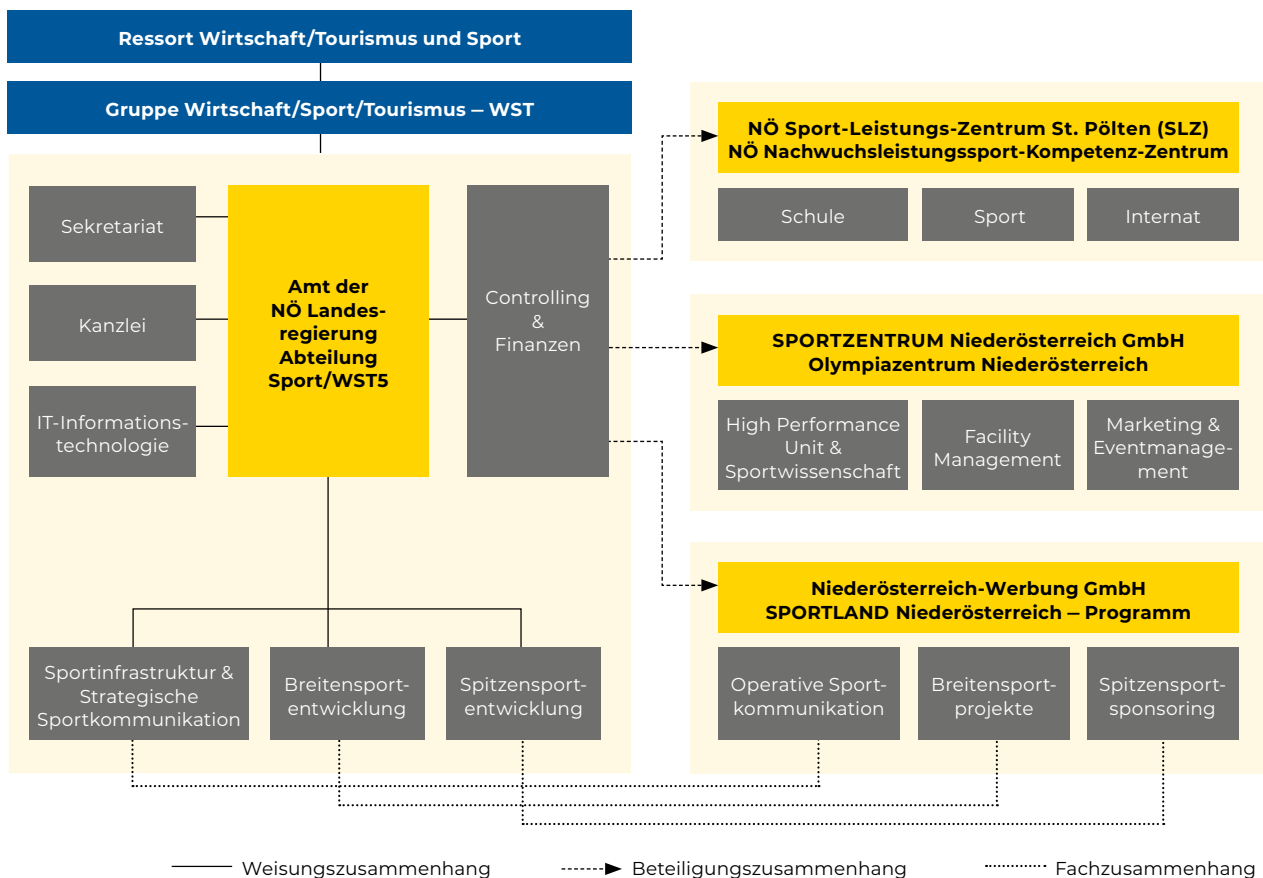 Ressort Wirtschaft/Tourismus und Sport
Gruppe Wirtschaft/Sport/Tourismus – WST
Sekretariat
Kanzlei
IT-Informations-
technologie
Amt der
NÖ Landes-
regierung
Abteilung
Sport/WST5
Controlling
&
Finanzen
Sportinfrastruktur &
Strategische
Sportkommunikation
Breitensport-
entwicklung
Spitzensport-
entwicklung
NÖ Sport-Leistungs-Zentrum St. Pölten (SLZ)
NÖ Nachwuchsleistungssport-Kompetenz-Zentrum
Schule
Sport
Internat
SPORTZENTRUM Niederösterreich GmbH
Olympiazentrum Niederösterreich
High Performance
Unit &
Sportwissenschaft
Facility
Management
Marketing &
Eventmanage-
ment
Niederösterreich-Werbung GmbH
SPORTLAND Niederösterreich – Programm
Operative Sport-
kommunikation
Breitensport-
projekte
Spitzensport-
sponsoring
Weisungszusammenhang
Beteiligungszusammenhang
Fachzusammenhang